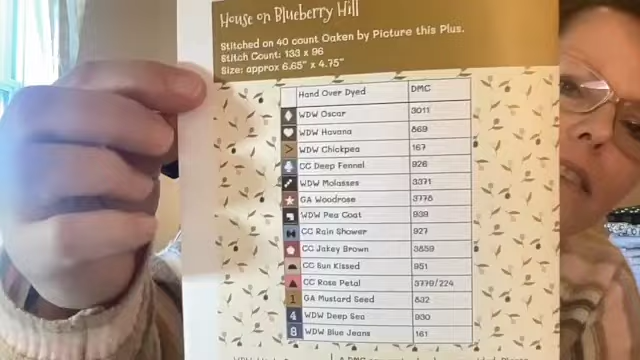 House on Blueberry Hill
Stitched on 40 count Oaken by Picture this Plus.
Stitch Count: 133 x 96
Size: approx 6.65" x 4.75"
Hand Over Dyed DMC
WDW Oscar 3011
WDW Havana 869
WDW Chickpea 167
CC Deep Fennel 926
WDW Molasses 3371
GA Woodrose 3778
WDW Pea Coat 939
CC Rain Shower 927
CC Jakey Brown 3859
CC Sun Kissed 951
CC Rose Petal 3779/224
1 GA Mustard Seed 832
4 WDW Deep Sea 930
8 WDW Blue Jeans 161